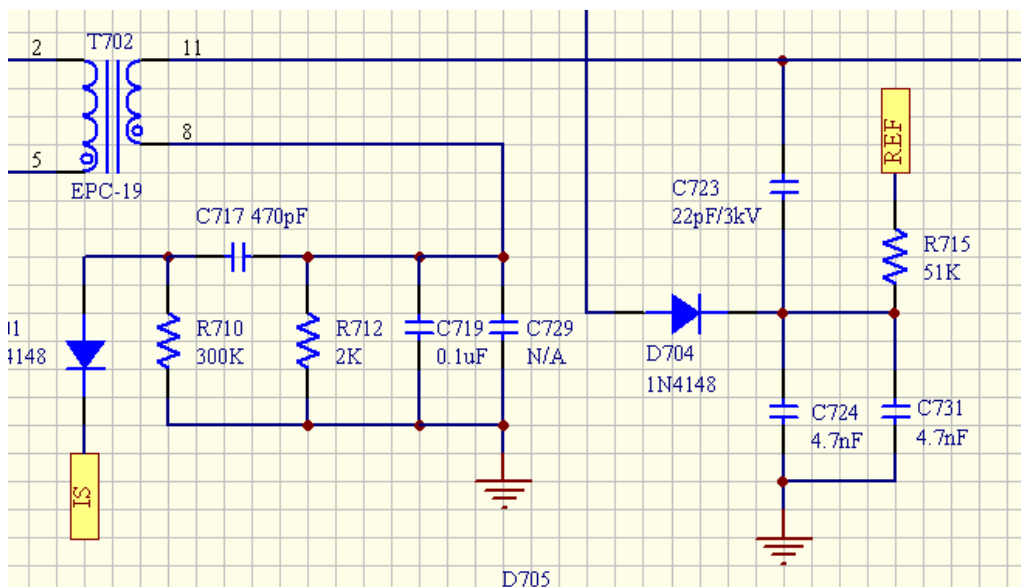 T702
2
11
5
8
EPC-19
C717 470pF
C723
22pF/3kV
REF
R715
51K
R710
300K
R712
2K
C719
0.1uF
C729
N/A
D704
1N4148
C724
4.7nF
C731
4.7nF
IS
D705